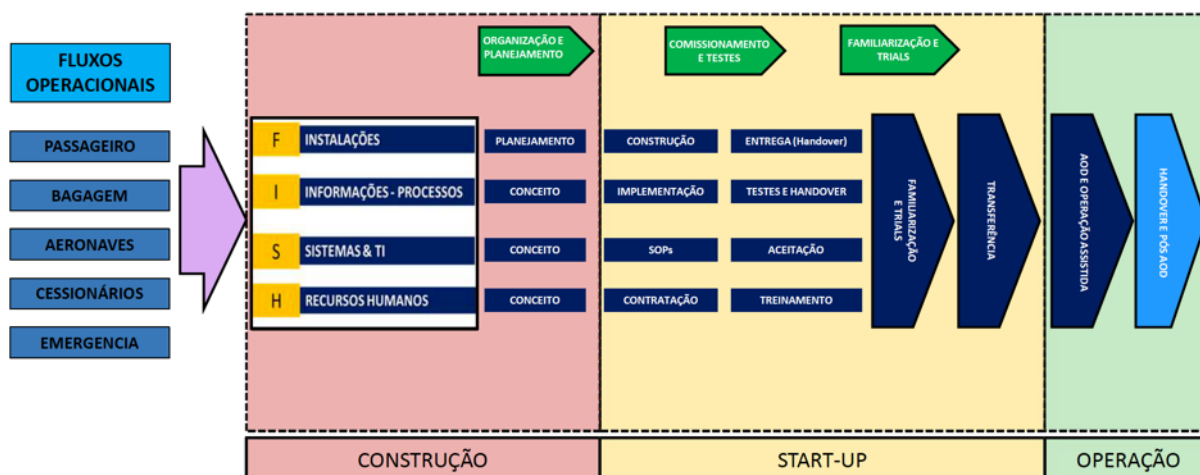 FLUXOS
OPERACIONAIS
PASSAGEIRO
BAGAGEM
AERONAVES
CESSIONÁRIOS
EMERGENCIA
ORGANIZAÇÃO E
PLANEJAMENTO
COMISSIONAMENTO
E TESTES
FAMILIARIZAÇÃO E
TRIALS
F INSTALAÇÕES
PLANEJAMENTO
CONSTRUÇÃO
ENTREGA (Handover)
I INFORMAÇÕES - PROCESSOS
CONCEITO
IMPLEMENTAÇÃO
TESTES E HANDOVER
S SISTEMAS & TI
CONCEITO
SOPs
ACEITAÇÃO
H RECURSOS HUMANOS
CONCEITO
CONTRATAÇÃO
TREINAMENTO
FAMILIARIZAÇÃO
E TRIALS
TRANSFERÊNCIA
AOD E OPERAÇÃO ASSISTIDA
HANDOVER E PÓS AOD
CONSTRUÇÃO
START-UP
OPERAÇÃO